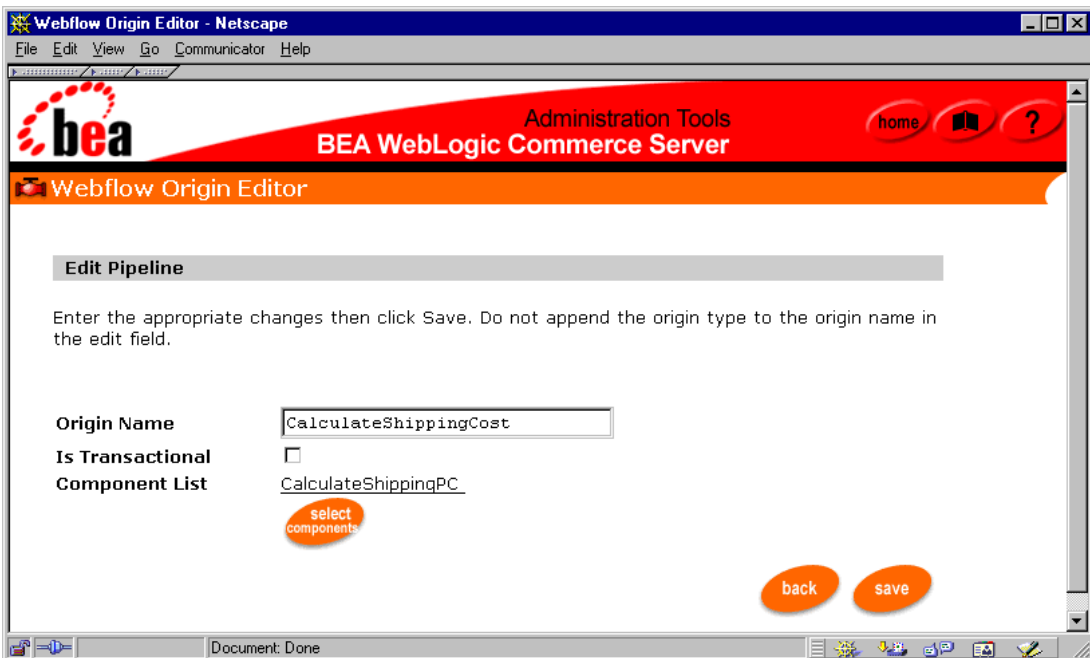 Webflow Origin Editor - Netscape
File Edit View Go Communicator Help
bea
Administration Tools
BEA WebLogic Commerce Server
home
?
Webflow Origin Editor
Edit Pipeline
Enter the appropriate changes then click Save. Do not append the origin type to the origin name in
the edit field.
Origin Name CalculateShippingCost
Is Transactional
Component List CalculateShippingPC
select
components
back save
Document: Done